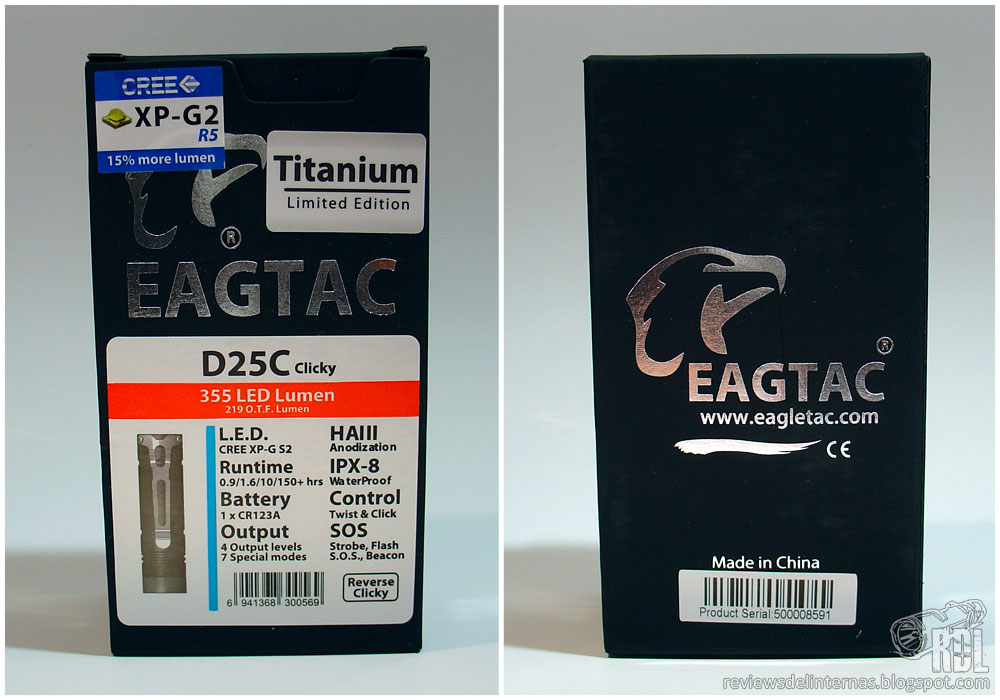 CREE
XP-G2
R5
15% more lumen
Titanium
Limited Edition
®
EAGTAC
D25C Clicky
355 LED Lumen
219 O.T.F. Lumen
L.E.D.
CREE XP-G S2
Runtime
0.9/1.6/10/150+ hrs
Battery
1 x CR123A
Output
4 Output levels
7 Special modes
HAIII
Anodization
IPX-8
WaterProof
Control
Twist & Click
SOS
Strobe, Flash
S.O.S., Beacon
6 941368 300569
Reverse
Clicky
®
EAGTAC
www.eagletac.com
CE
Made in China
Product Serial:500008591
RDL
reviewsdelinternas.blogspot.com